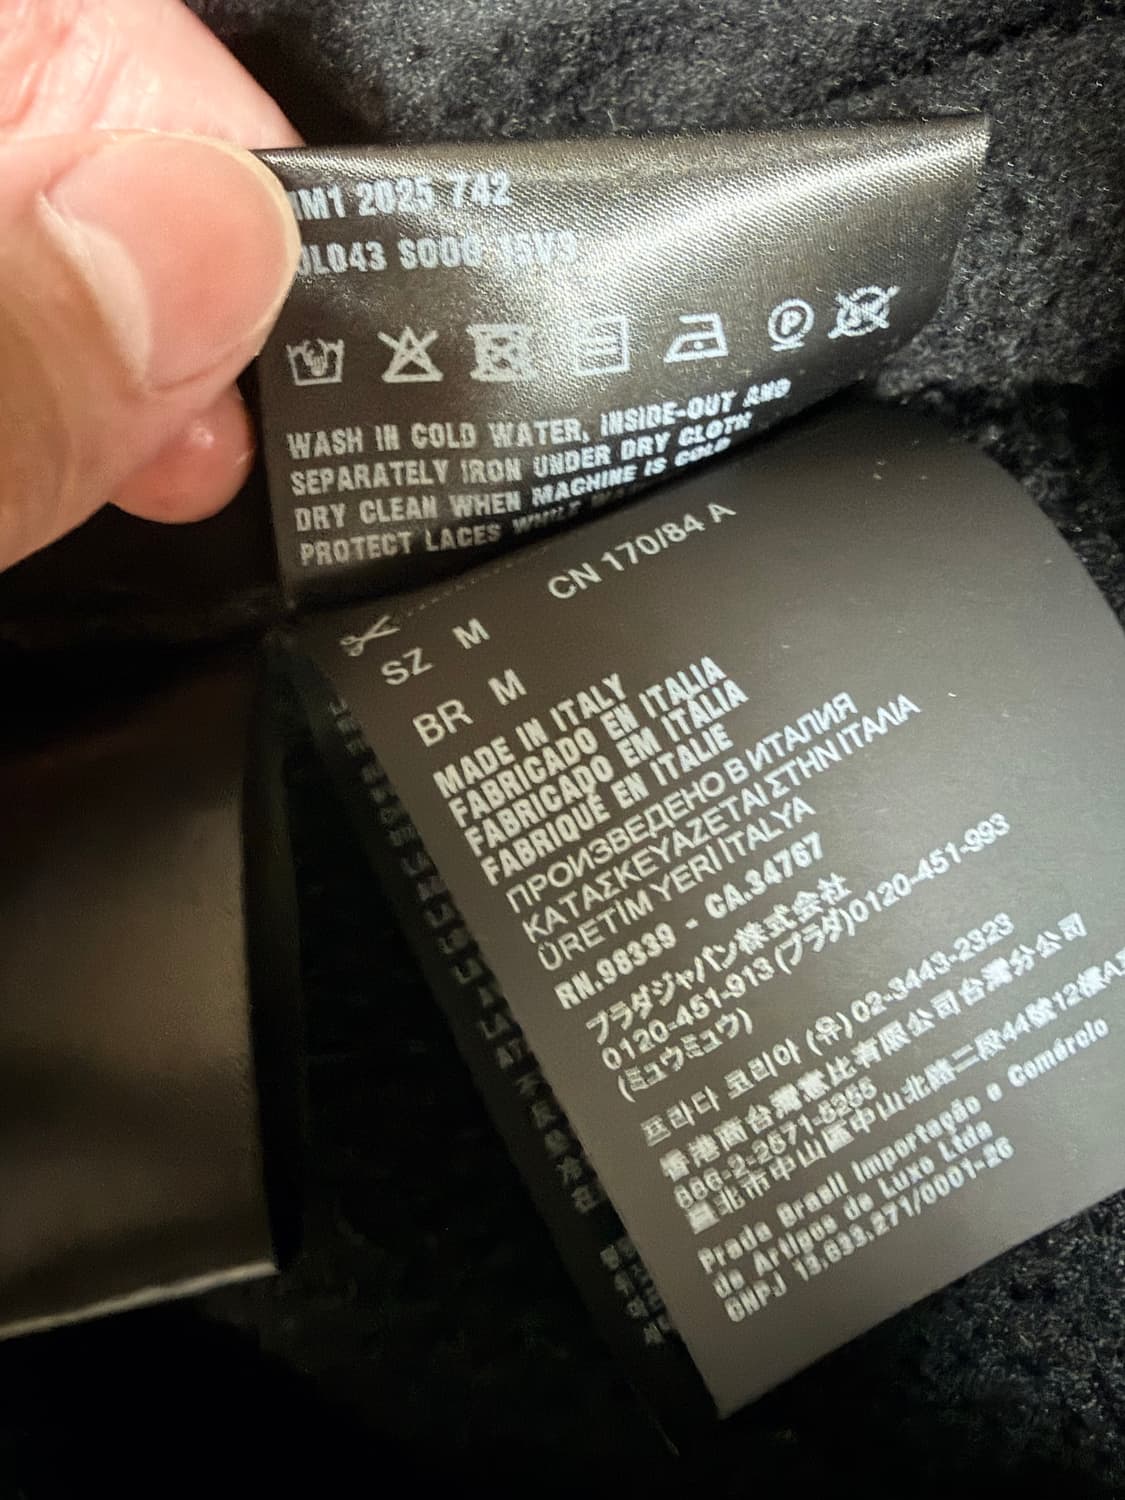 MM1 2025 742
JL043 S000 15V3
WASH IN COLD WATER, INSIDE-OUT AND
SEPARATELY IRON UNDER DRY CLOTH
DRY CLEAN WHEN MACHINE IS COLD
PROTECT LACES WHILE
CN 170/84 A
SZ M
BR M
MADE IN ITALY
FABRICADO EN ITALIA
FABRICADO EM ITALIA
FABRIQUÉ EN ITALIE
ПРОИЗВЕДЕНО В ИТАЛИЯ
ΚΑΤΑΣΚΕΥΑΖΕΤΑΙ ΣΤΗΝ ΙΤΑΛΙΑ
ÜRETİM YERİ İTALYA
RN.98339 - CA.34767
プラダジャパン株式会社
0120-451-913 (プラダ)0120-451-993
(ミュウミュウ)
프라다 코리아 (유) 02-3443-2323
香港商台灣普比有限公司台灣分公司
886-2-2571-5255
臺北市中山區中山北路二段44號12樓A
Prada Brasil Importação e Comércio
de Artigos de Luxo Ltda
CNPJ 13.693.271/0001-26